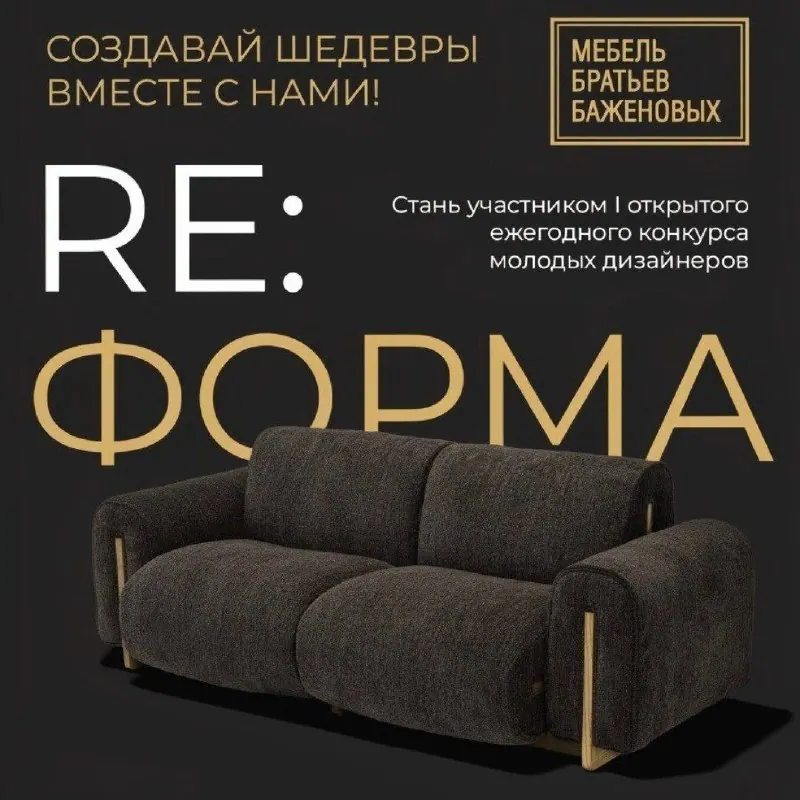 СОЗДАВАЙ ШЕДЕВРЫ
ВМЕСТЕ С НАМИ!
МЕБЕЛЬ
БРАТЬЕВ
БАЖЕНОВЫХ
RE:
Стань участником I открытого
ежегодного конкурса
молодых дизайнеров
ФОРМА